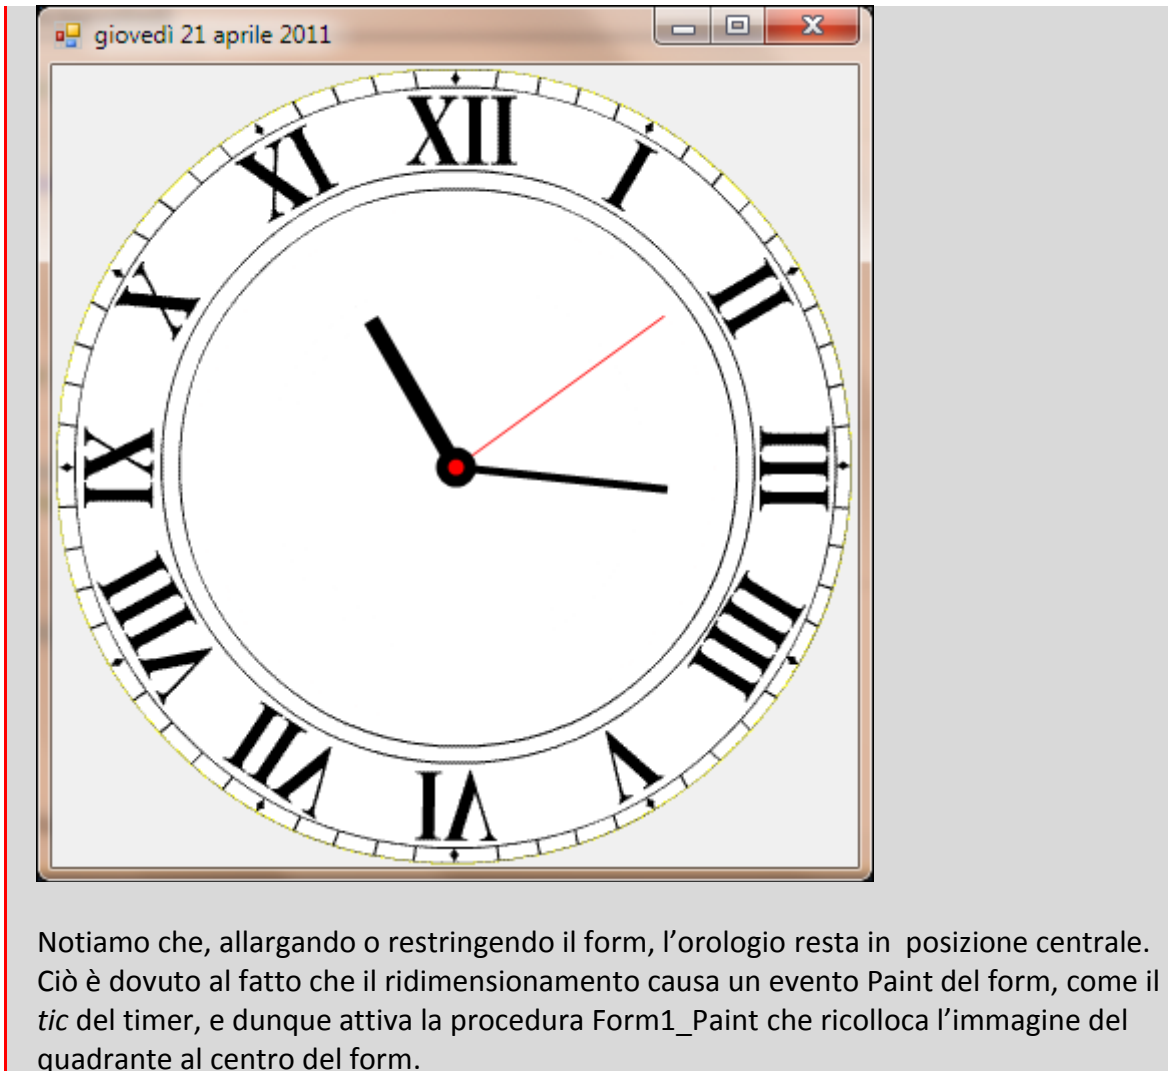 giovedì 21 aprile 2011
XII
I
II
III
IIII
V
VI
VII
VIII
IX
X
XI
Notiamo che, allargando o restringendo il form, l’orologio resta in posizione centrale.
Ciò è dovuto al fatto che il ridimensionamento causa un evento Paint del form, come il
tic del timer, e dunque attiva la procedura Form1_Paint che ricolloca l’immagine del
quadrante al centro del form.